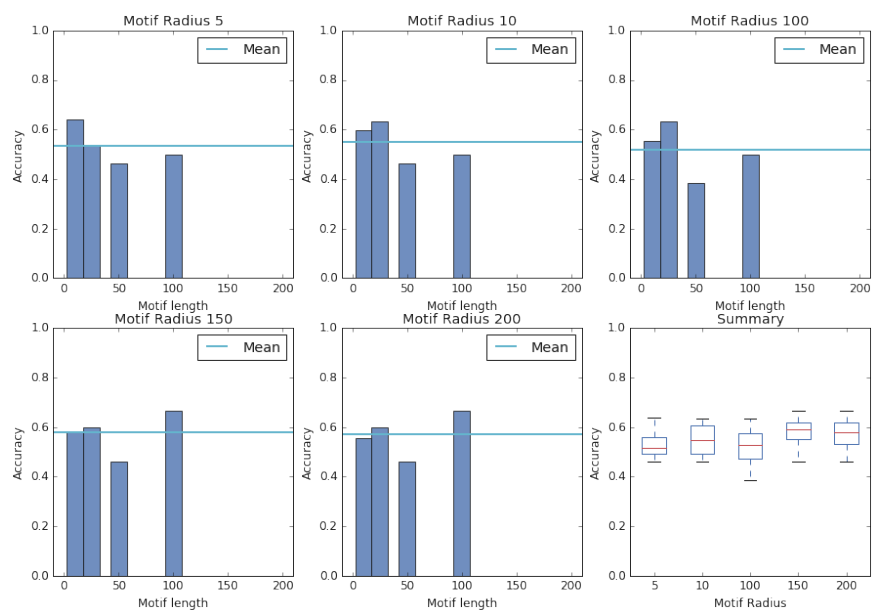 Motif Radius 5
Motif Radius 10
Motif Radius 100
1.0
0.8
0.6
0.4
0.2
0.0
Accuracy
Mean
0 50 100 150 200
Motif length
1.0
0.8
0.6
0.4
0.2
0.0
Accuracy
Mean
0 50 100 150 200
Motif length
1.0
0.8
0.6
0.4
0.2
0.0
Accuracy
Mean
0 50 100 150 200
Motif length
Motif Radius 150
Motif Radius 200
Summary
1.0
0.8
0.6
0.4
0.2
0.0
Accuracy
Mean
0 50 100 150 200
Motif length
1.0
0.8
0.6
0.4
0.2
0.0
Accuracy
Mean
0 50 100 150 200
Motif length
1.0
0.8
0.6
0.4
0.2
0.0
Accuracy
5 10 100 150 200
Motif Radius